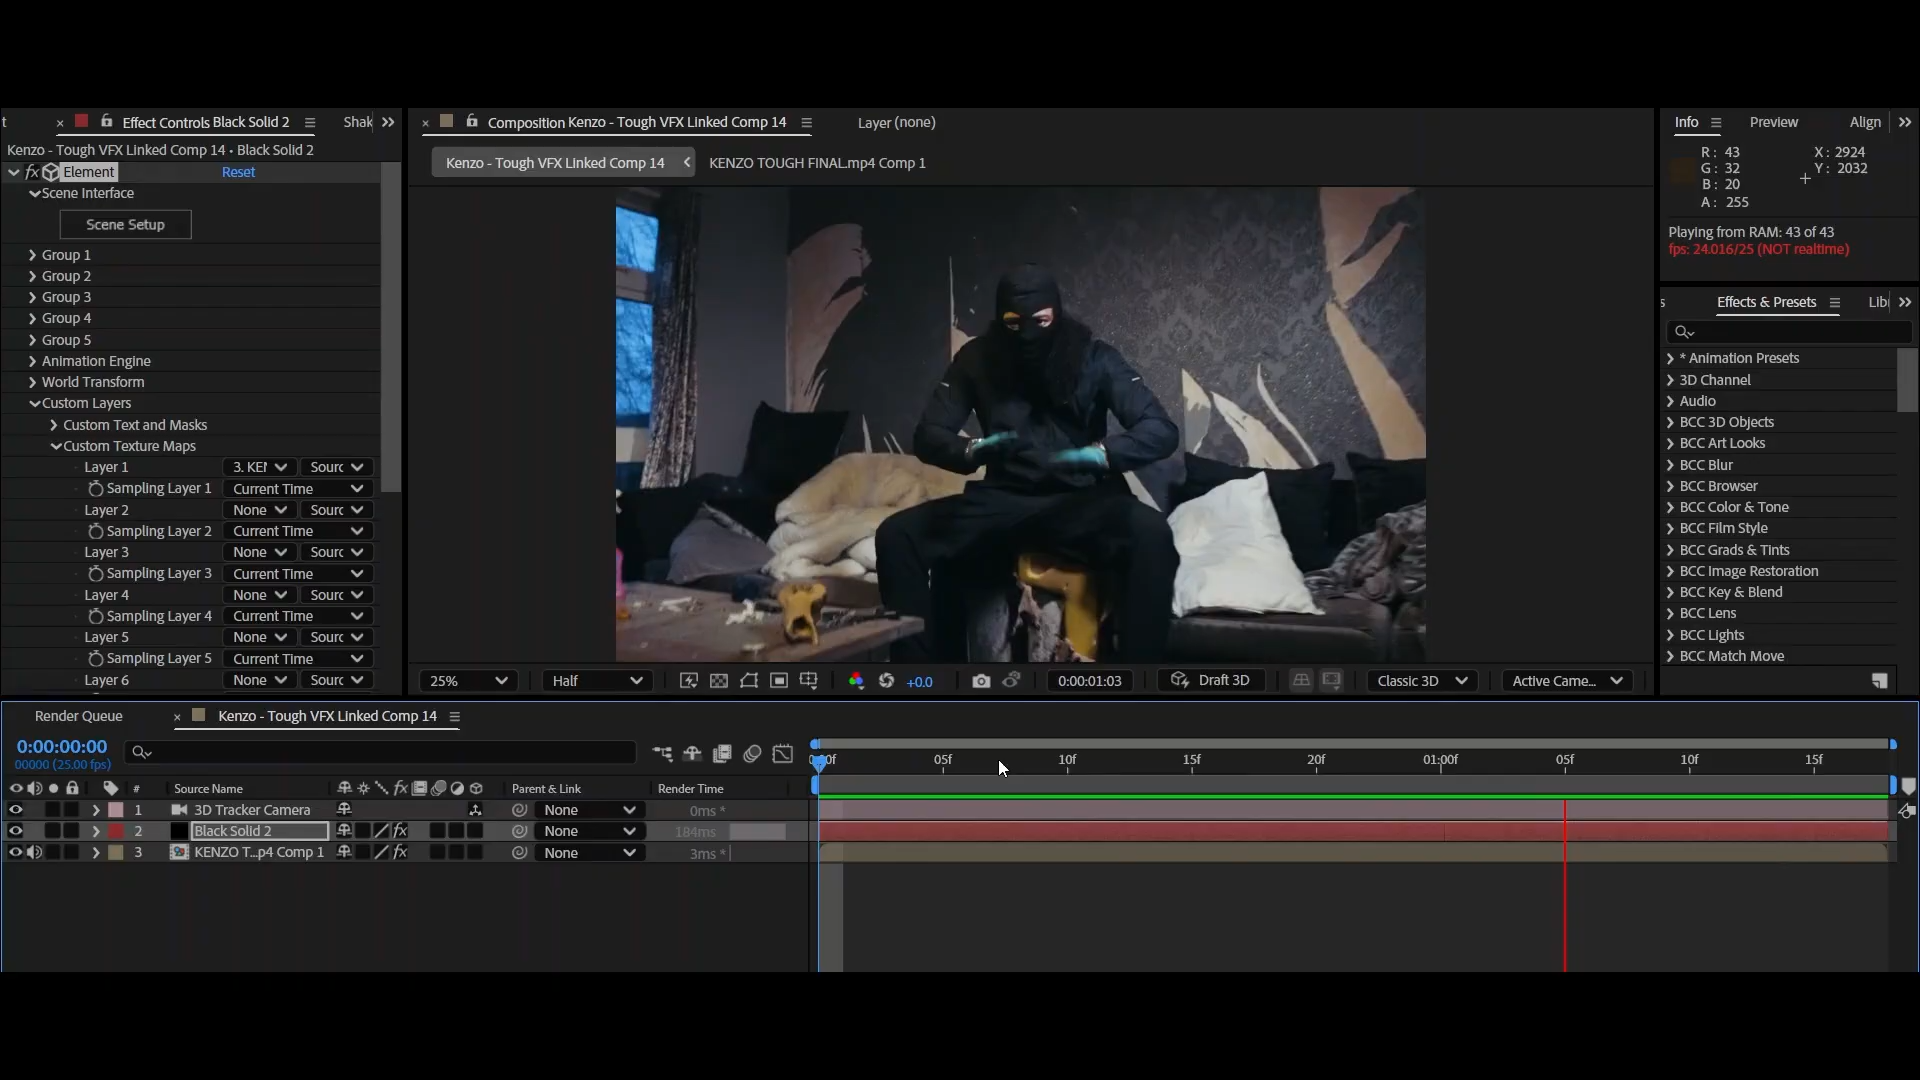 t
Effect Controls Black Solid 2
Shak
Kenzo - Tough VFX Linked Comp 14 • Black Solid 2
fx Element Reset
Scene Interface
Scene Setup
Group 1
Group 2
Group 3
Group 4
Group 5
Animation Engine
World Transform
Custom Layers
Custom Text and Masks
Custom Texture Maps
Layer 1 3. KEI Sourc
Sampling Layer 1 Current Time
Layer 2 None Sourc
Sampling Layer 2 Current Time
Layer 3 None Sourc
Sampling Layer 3 Current Time
Layer 4 None Sourc
Sampling Layer 4 Current Time
Layer 5 None Sourc
Sampling Layer 5 Current Time
Layer 6 None Sourc
Composition Kenzo - Tough VFX Linked Comp 14
Layer (none)
Kenzo - Tough VFX Linked Comp 14
KENZO TOUGH FINAL.mp4 Comp 1
25% Half +0.0 0:00:01:03 Draft 3D Classic 3D Active Came...
Info Preview Align
R: 43 X: 2924
G: 32 Y: 2032
B: 20
A: 255
Playing from RAM: 43 of 43
fps: 24.016/25 (NOT realtime)
s Effects & Presets Libi
* Animation Presets
3D Channel
Audio
BCC 3D Objects
BCC Art Looks
BCC Blur
BCC Browser
BCC Color & Tone
BCC Film Style
BCC Grads & Tints
BCC Image Restoration
BCC Key & Blend
BCC Lens
BCC Lights
BCC Match Move
Render Queue
Kenzo - Tough VFX Linked Comp 14
0:00:00:00
00000 (25.00 fps)
:00f 05f 10f 15f 20f 01:00f 05f 10f 15f
# Source Name fx Parent & Link Render Time
1 3D Tracker Camera None 0ms *
2 Black Solid 2 fx None 184ms
3 KENZO T...p4 Comp 1 fx None 3ms *